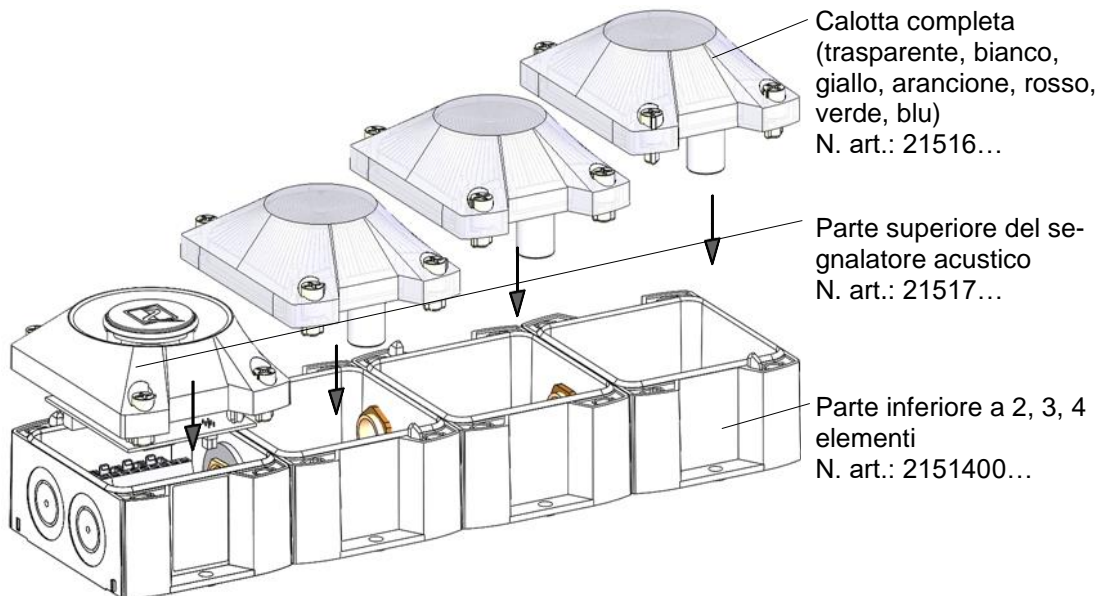 Calotta completa
(trasparente, bianco,
giallo, arancione, rosso,
verde, blu)
N. art.: 21516…
Parte superiore del se-
gnalatore acustico
N. art.: 21517…
Parte inferiore a 2, 3, 4
elementi
N. art.: 2151400…